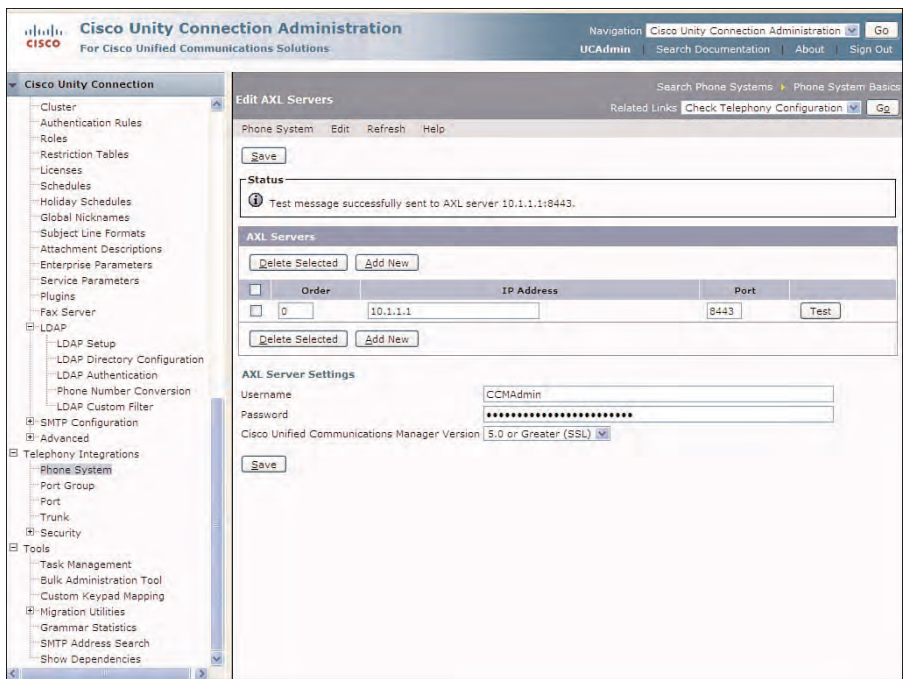 Cisco Unity Connection Administration
For Cisco Unified Communications Solutions
CISCO
Navigation Cisco Unity Connection Administration Go
UCAdmin | Search Documentation | About | Sign Out
Cisco Unity Connection
Cluster
Authentication Rules
Roles
Restriction Tables
Licenses
Schedules
Holiday Schedules
Global Nicknames
Subject Line Formats
Attachment Descriptions
Enterprise Parameters
Service Parameters
Plugins
Fax Server
LDAP
LDAP Setup
LDAP Directory Configuration
LDAP Authentication
Phone Number Conversion
LDAP Custom Filter
SMTP Configuration
Advanced
Telephony Integrations
Phone System
Port Group
Port
Trunk
Security
Tools
Task Management
Bulk Administration Tool
Custom Keypad Mapping
Migration Utilities
Grammar Statistics
SMTP Address Search
Show Dependencies
Search Phone Systems Phone System Basics
Edit AXL Servers
Related Links Check Telephony Configuration Go
Phone System Edit Refresh Help
Save
Status
Test message successfully sent to AXL server 10.1.1.1:8443.
AXL Servers
Delete Selected Add New
Order IP Address Port
0 10.1.1.1 8443 Test
Delete Selected Add New
AXL Server Settings
Username CCMAdmin
Password ••••••••••••••••••••••••
Cisco Unified Communications Manager Version 5.0 or Greater (SSL)
Save